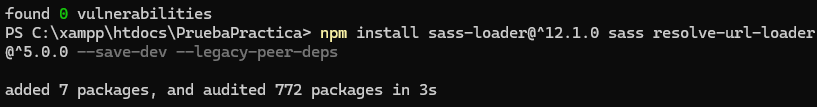 found 0 vulnerabilities
PS C:\xampp\htdocs\PruebaPractica> npm install sass-loader@^12.1.0 sass resolve-url-loader
@^5.0.0 --save-dev --legacy-peer-deps
added 7 packages, and audited 772 packages in 3s